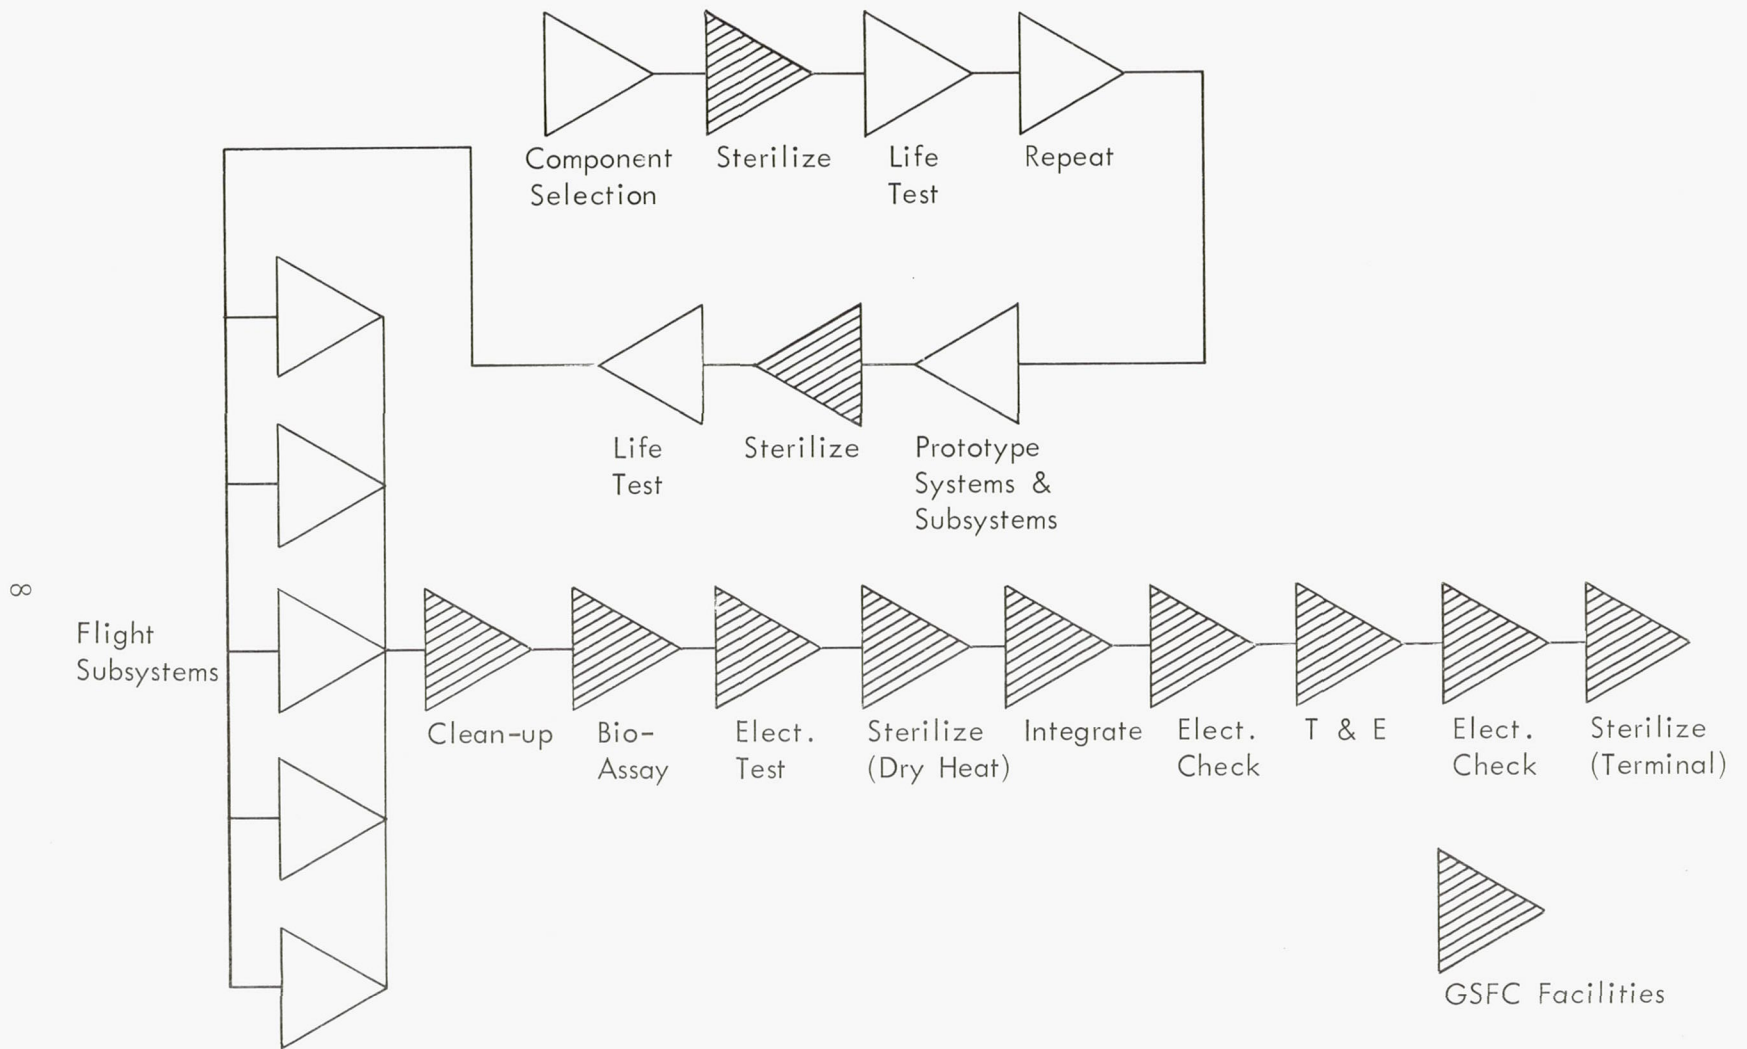 Component
Selection
Sterilize
Life
Test
Repeat
Life
Test
Sterilize
Prototype
Systems &
Subsystems
8
Flight
Subsystems
Clean-up
Bio-
Assay
Elect.
Test
Sterilize
(Dry Heat)
Integrate
Elect.
Check
T & E
Elect.
Check
Sterilize
(Terminal)
GSFC Facilities